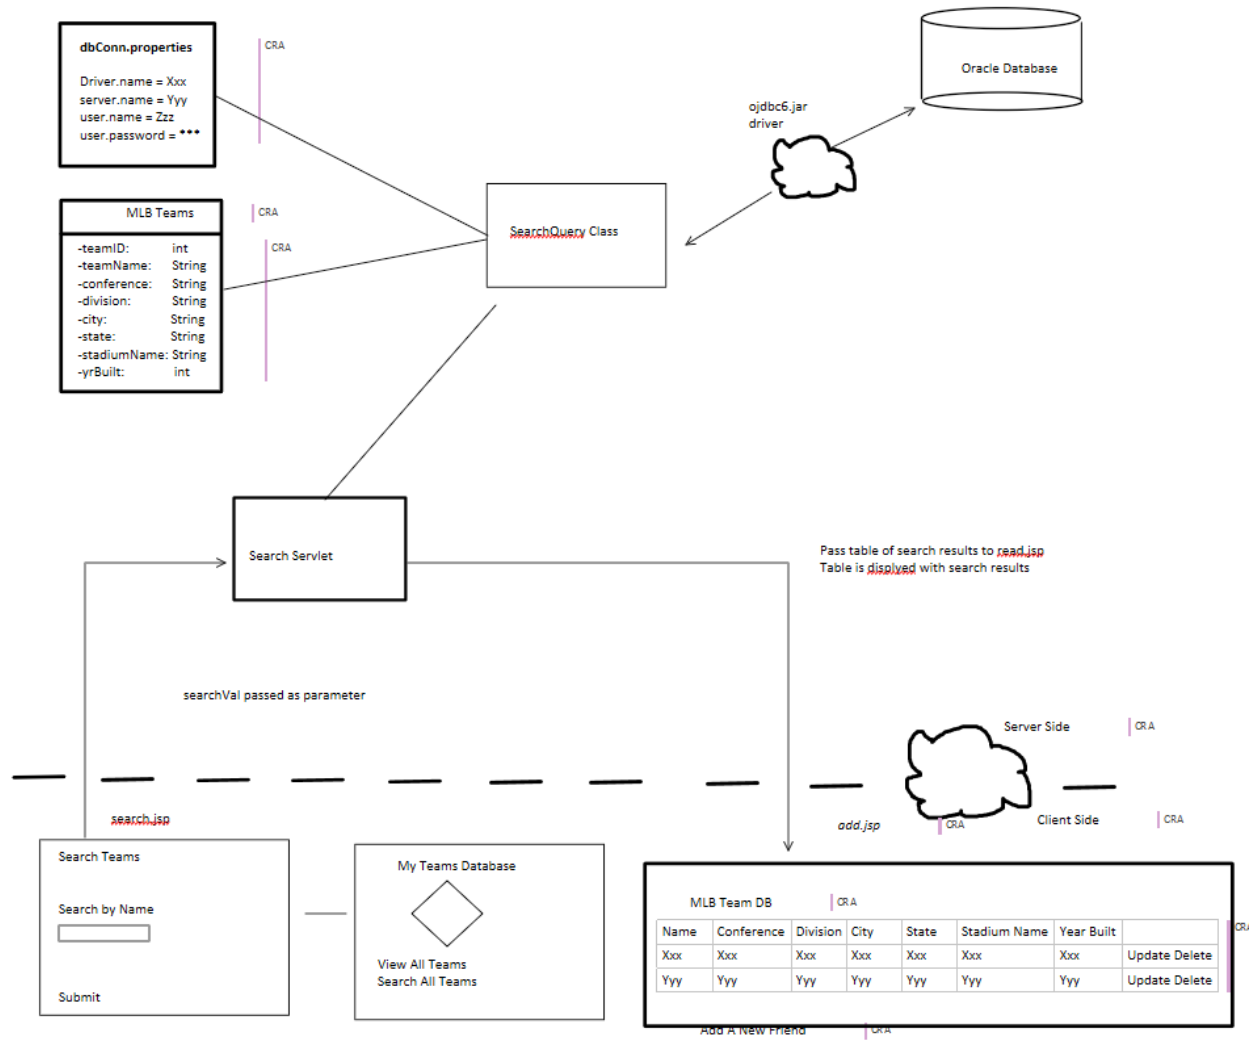 dbConn.properties
Driver.name = Xxx
server.name = Yyy
user.name = Zzz
user.password = ***
CRA
ojdbc6.jar
driver
Oracle Database
MLB Teams
CRA
-teamID: int
-teamName: String
-conference: String
-division: String
-city: String
-state: String
-stadiumName: String
-yrBuilt: int
CRA
SearchQuery Class
Search Servlet
Pass table of search results to read.jsp
Table is displyed with search results
searchVal passed as parameter
Server Side
CRA
Client Side
CRA
search.jsp
add.jsp
CRA
Search Teams
Search by Name
Submit
My Teams Database
View All Teams
Search All Teams
MLB Team DB
CRA
CRA
Name Conference Division City State Stadium Name Year Built
Xxx Xxx Xxx Xxx Xxx Xxx Xxx Update Delete
Yyy Yyy Yyy Yyy Yyy Yyy Yyy Update Delete
Add A New Friend
CRA